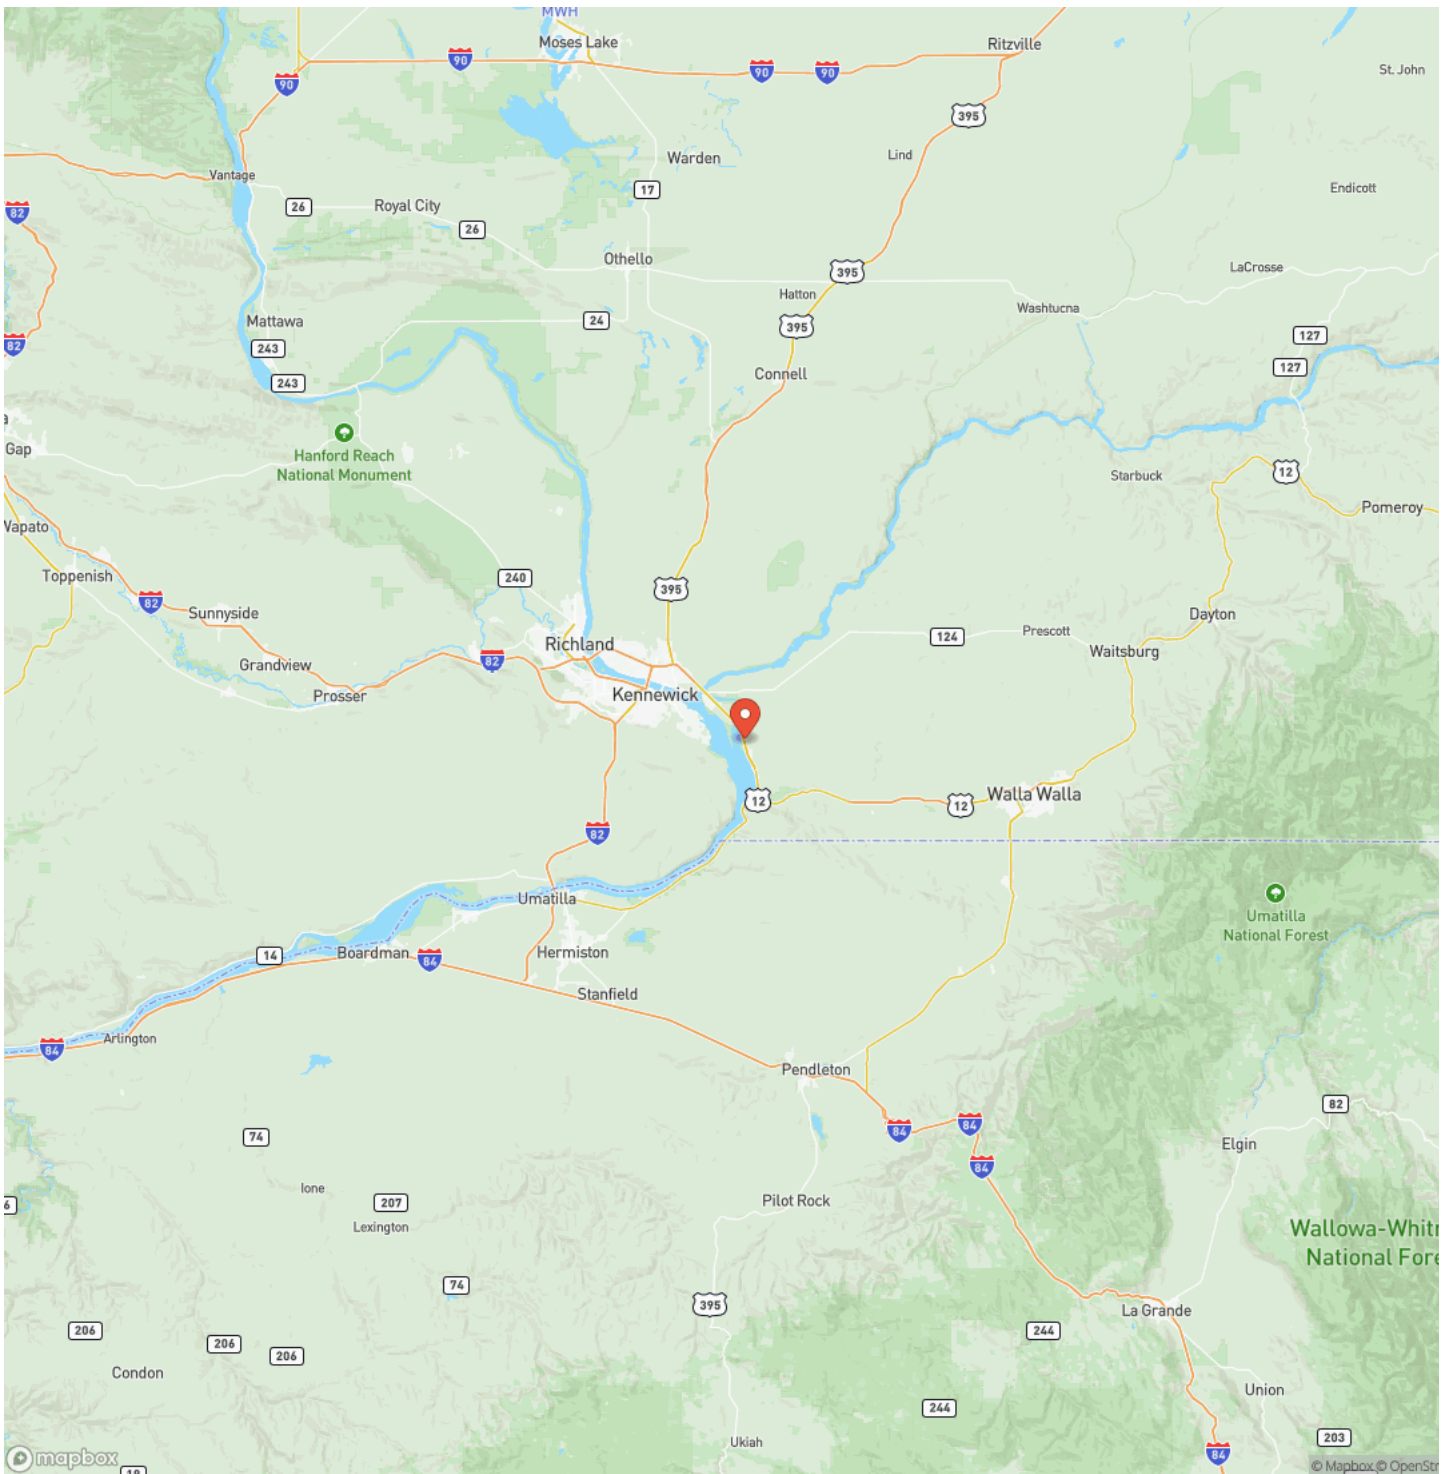 MWH
Moses Lake
Ritzville
90
90
90
90
St. John
395
Warden
Lind
Vantage
17
Endicott
26
Royal City
82
26
Othello
LaCrosse
395
Hatton
Washtucna
Mattawa
24
395
127
82
243
127
243
Connell
a
Gap
Hanford Reach
National Monument
12
Starbuck
Pomeroy
Wapato
Toppenish
240
395
82
Sunnyside
Dayton
Prescott
124
Richland
Waitsburg
82
Grandview
Prosser
Kennewick
12
12
Walla Walla
82
Umatilla
Umatilla
National Forest
14
Boardman
84
Hermiston
Stanfield
Arlington
84
Pendleton
82
84
84
74
Elgin
84
Ione
207
6
Pilot Rock
Lexington
Wallowa-Whitm
National Fore
74
395
La Grande
206
244
206
206
Condon
Union
244
203
Ukiah
84
mapbox
© Mapbox © OpenStr
19